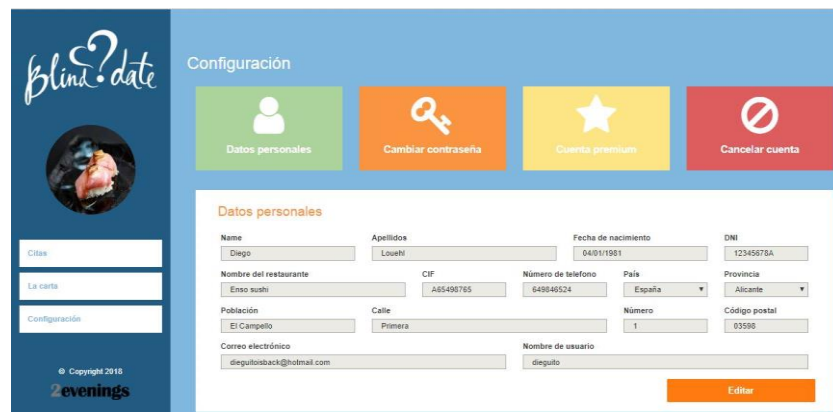 Blind?date
Configuración
Datos personales
Cambiar contraseña
Cuenta premium
Cancelar cuenta
Citas
La carta
Configuración
© Copyright 2018
2evenings
Datos personales
Name Apellidos Fecha de nacimiento DNI
Diego Louehl 04/01/1981 12345678A
Nombre del restaurante CIF Número de telefono País Provincia
Enso sushi A65498765 649846524 España Alicante
Población Calle Número Código postal
El Campello Primera 1 03598
Correo electrónico Nombre de usuario
dieguitoisback@hotmail.com dieguito
Editar